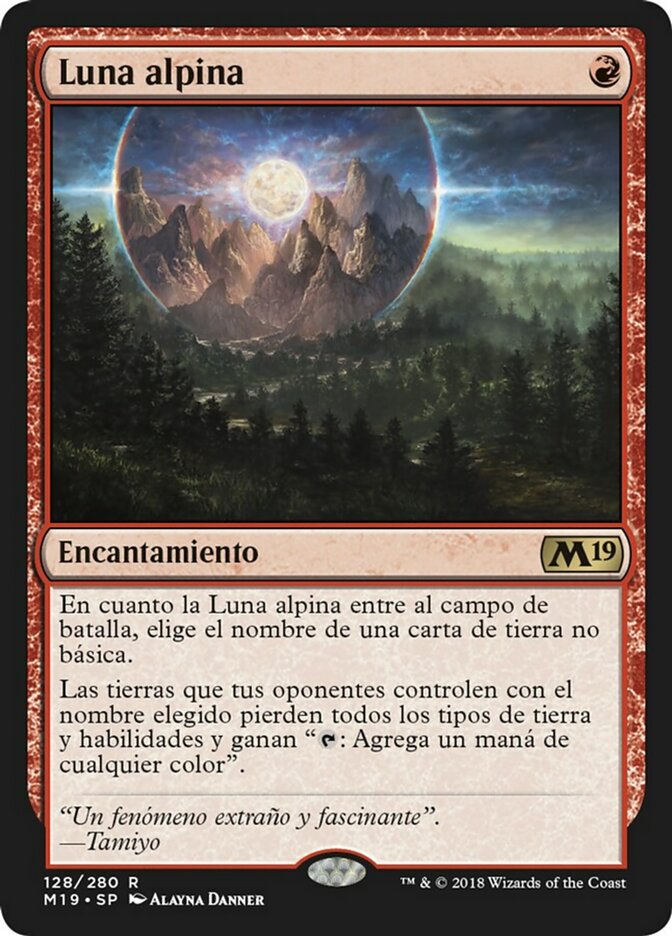 Luna alpina
Encantamiento
M19
En cuanto la Luna alpina entre al campo de
batalla, elige el nombre de una carta de tierra no
básica.
Las tierras que tus oponentes controlen con el
nombre elegido pierden todos los tipos de tierra
y habilidades y ganan “: Agrega un maná de
cualquier color”.
“Un fenómeno extraño y fascinante”.
—Tamiyo
128/280 R
M19 • SP Alayna Danner
™ & © 2018 Wizards of the Coast